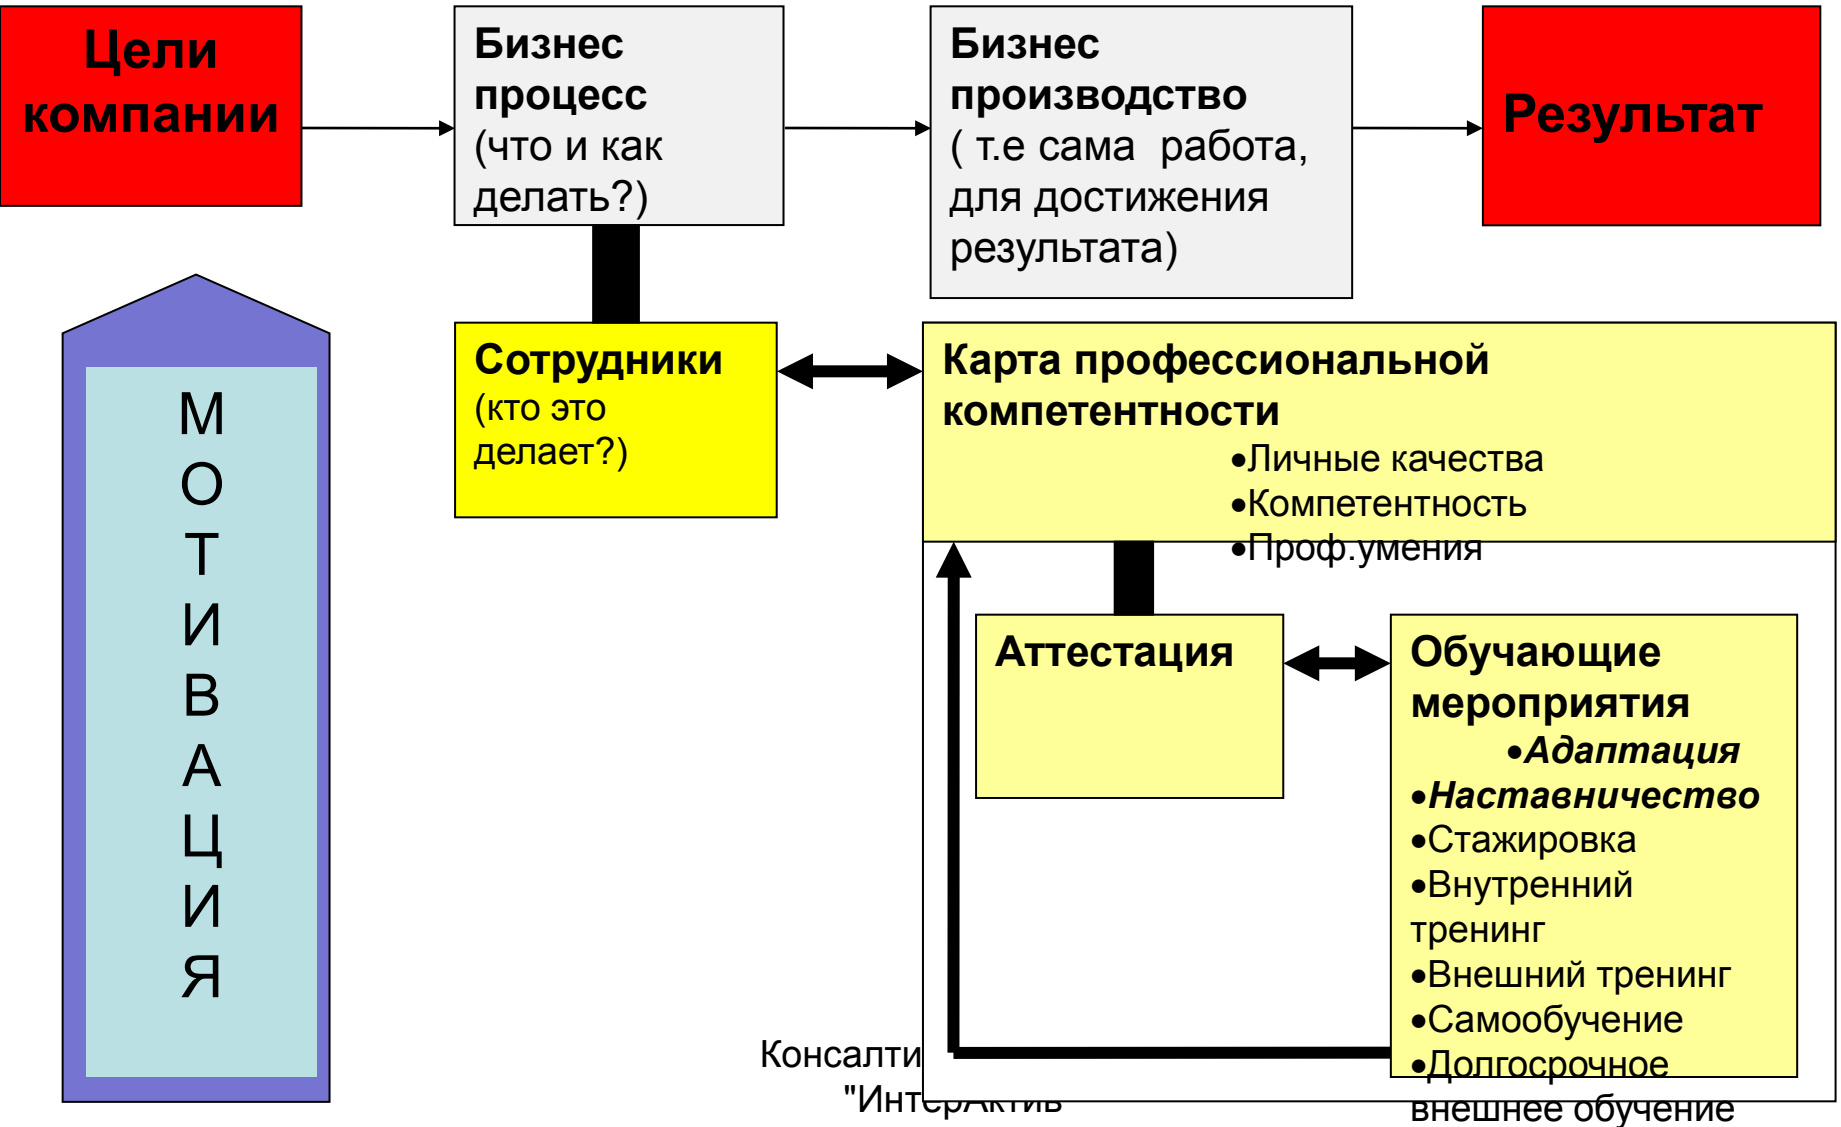 Цели
компании
Бизнес
процесс
(что и как
делать?)
Бизнес
производство
( т.е сама работа,
для достижения
результата)
Результат
М
О
Т
И
В
А
Ц
И
Я
Сотрудники
(кто это
делает?)
Карта профессиональной
компетентности
•Личные качества
•Компетентность
•Проф.умения
Аттестация
Обучающие
мероприятия
•Адаптация
•Наставничество
•Стажировка
•Внутренний
тренинг
•Внешний тренинг
•Самообучение
•Долгосрочное
внешнее обучение
"ИнтерАктив